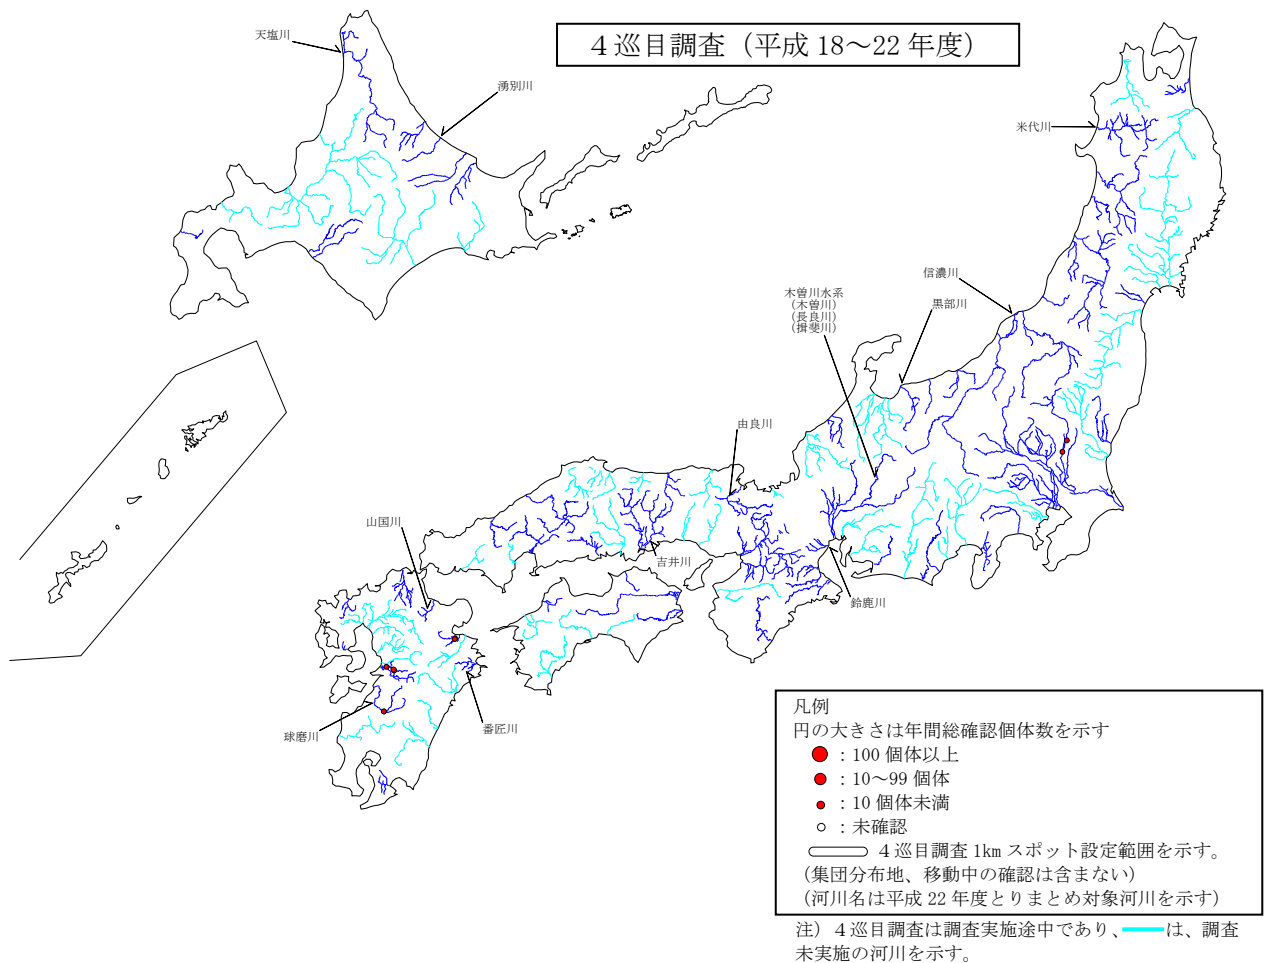 ４巡目調査（平成 18～22 年度）
天塩川
湧別川
米代川
信濃川
木曽川水系
（木曽川）
（長良川）
（揖斐川）
黒部川
由良川
山国川
吉井川
鈴鹿川
球磨川
番匠川
凡例
円の大きさは年間総確認個体数を示す
：100 個体以上
：10～99 個体
：10 個体未満
：未確認
４巡目調査 1km スポット設定範囲を示す。
（集団分布地、移動中の確認は含まない）
（河川名は平成 22 年度とりまとめ対象河川を示す）
注）４巡目調査は調査実施途中であり、　　は、調査
未実施の河川を示す。